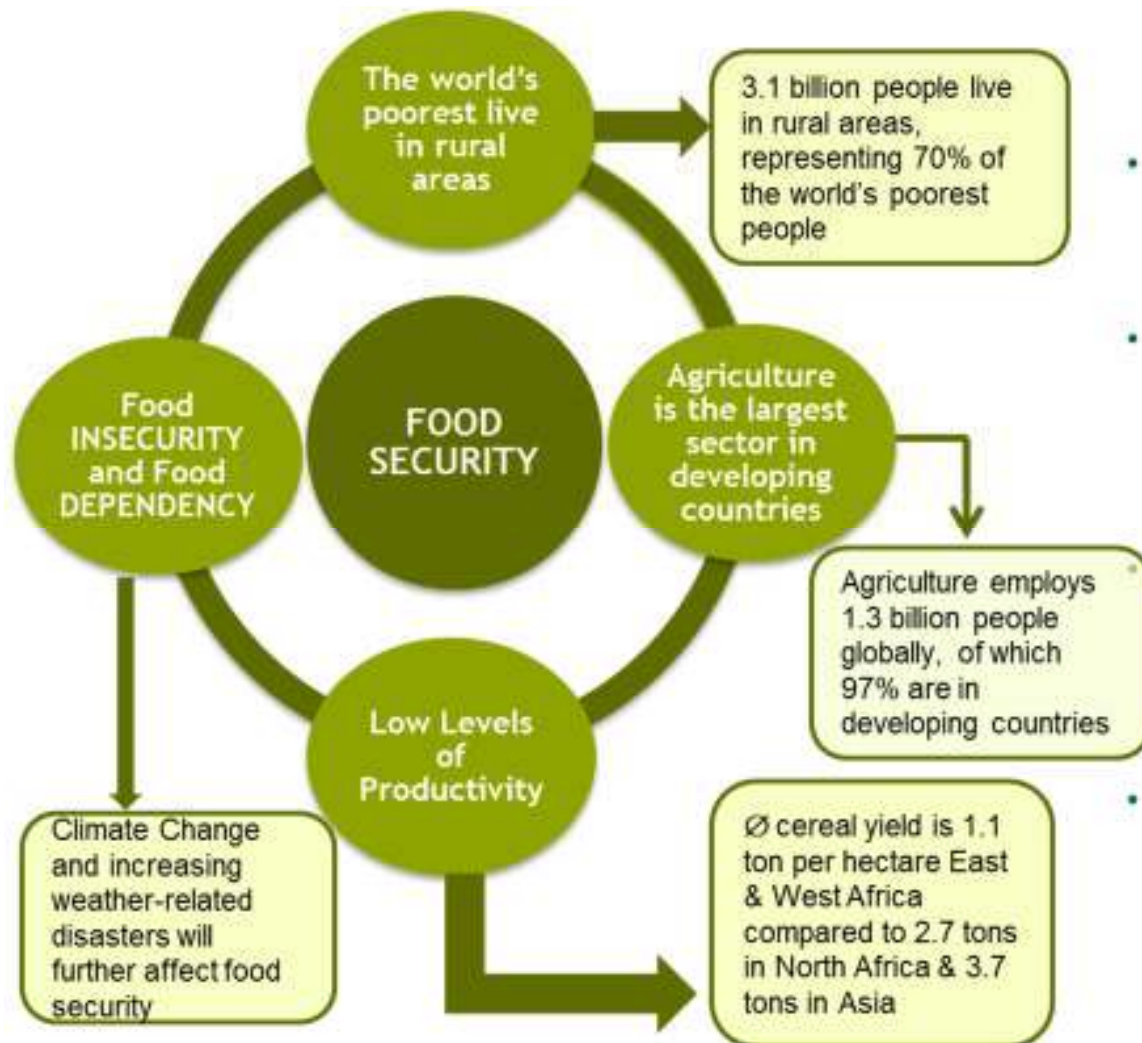 The world's
poorest live
in rural
areas
3.1 billion people live
in rural areas,
representing 70% of
the world's poorest
people
Food
INSECURITY
and Food
DEPENDENCY
FOOD
SECURITY
Agriculture
is the largest
sector in
developing
countries
Agriculture employs
1.3 billion people
globally, of which
97% are in
developing countries
Low Levels
of
Productivity
Climate Change
and increasing
weather-related
disasters will
further affect food
security
Ø cereal yield is 1.1
ton per hectare East
& West Africa
compared to 2.7 tons
in North Africa & 3.7
tons in Asia